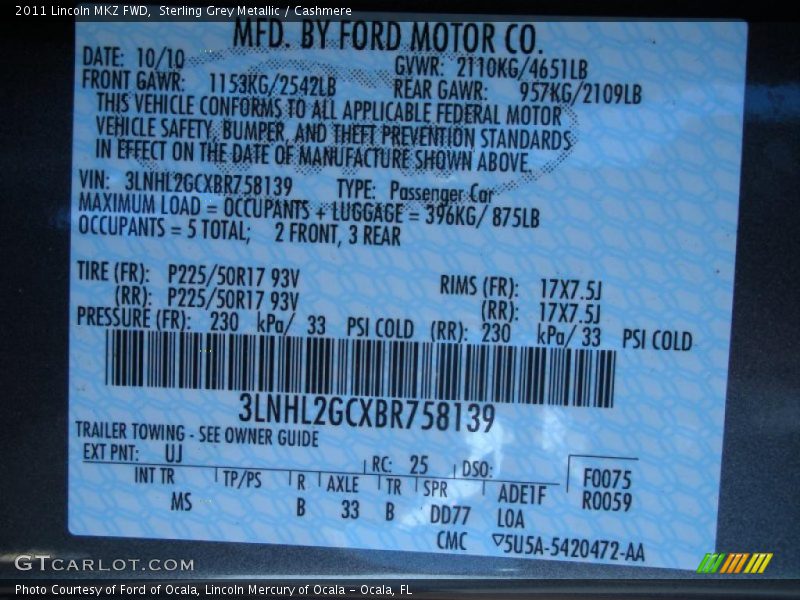 2011 Lincoln MKZ FWD, Sterling Grey Metallic / Cashmere
MFD. BY FORD MOTOR CO.
DATE: 10/10 GVWR: 2110KG/4651LB
FRONT GAWR: 1153KG/2542LB REAR GAWR: 957KG/2109LB
THIS VEHICLE CONFORMS TO ALL APPLICABLE FEDERAL MOTOR
VEHICLE SAFETY, BUMPER, AND THEFT PREVENTION STANDARDS
IN EFFECT ON THE DATE OF MANUFACTURE SHOWN ABOVE.
VIN: 3LNHL2GCXBR758139 TYPE: Passenger Car
MAXIMUM LOAD = OCCUPANTS + LUGGAGE = 396KG/ 875LB
OCCUPANTS = 5 TOTAL; 2 FRONT, 3 REAR
TIRE (FR): P225/50R17 93V RIMS (FR): 17X7.5J
(RR): P225/50R17 93V (RR): 17X7.5J
PRESSURE (FR): 230 kPa/ 33 PSI COLD (RR): 230 kPa/ 33 PSI COLD
3LNHL2GCXBR758139
TRAILER TOWING - SEE OWNER GUIDE
EXT PNT: UJ RC: 25 DSO: F0075
INT TR TP/PS R AXLE TR SPR ADE1F R0059
MS B 33 B DD77 LOA
CMC ▽5U5A-5420472-AA
GTCARLOT.COM
Photo Courtesy of Ford of Ocala, Lincoln Mercury of Ocala - Ocala, FL